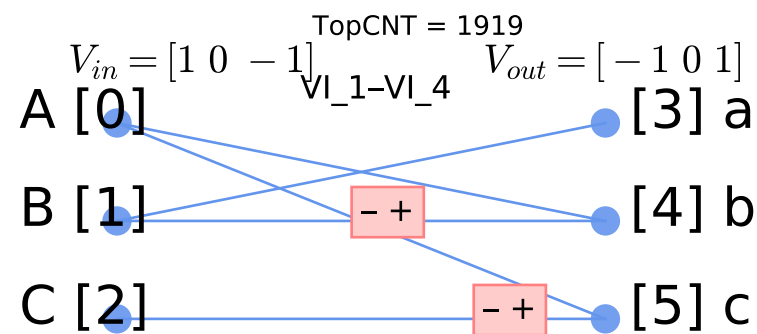 TopCNT = 1919
V_in = [1 0 −1] V_out = [−1 0 1]
VI_1–VI_4
A [0] [3] a
B [1] – + [4] b
C [2] – + [5] c